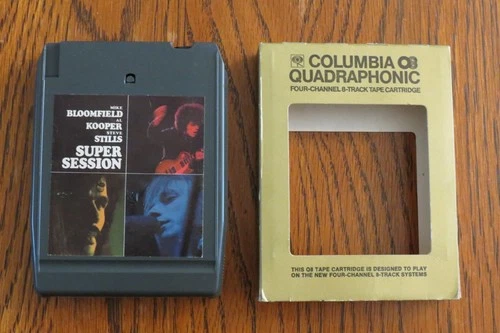 MIKE
BLOOMFIELD
AL
KOOPER
STEVE
STILLS
SUPER
SESSION
COLUMBIA Q8
QUADRAPHONIC
FOUR-CHANNEL 8-TRACK TAPE CARTRIDGE
THIS Q8 TAPE CARTRIDGE IS DESIGNED TO PLAY
ON THE NEW FOUR-CHANNEL 8-TRACK SYSTEMS